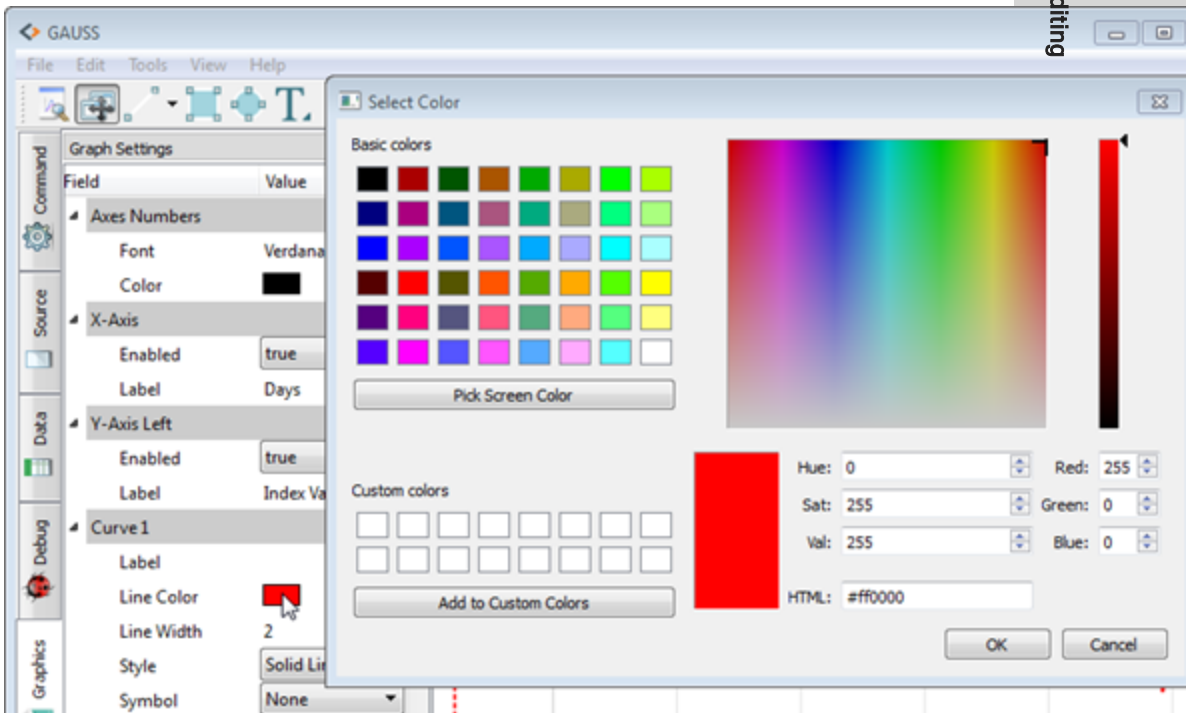 diting
GAUSS
File Edit Tools View Help
T
Select Color
Command
Source
Data
Debug
Graphics
Graph Settings
Field Value
Axes Numbers
Font Verdana
Color
X-Axis
Enabled true
Label Days
Y-Axis Left
Enabled true
Label Index Va
Curve 1
Label
Line Color
Line Width 2
Style Solid Lin
Symbol None
Basic colors
Pick Screen Color
Custom colors
Add to Custom Colors
Hue: 0 Red: 255
Sat: 255 Green: 0
Val: 255 Blue: 0
HTML: #ff0000
OK Cancel